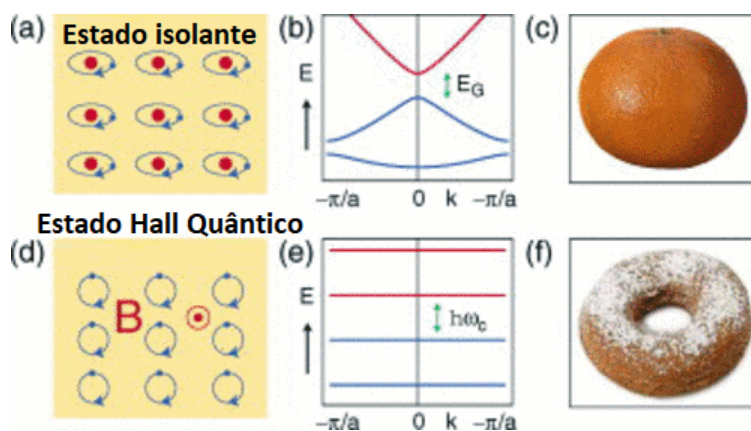 (a) Estado isolante
(b)
E
E_G
−π/a 0 k −π/a
(c)
Estado Hall Quântico
(d)
B
(e)
E
ħω_c
−π/a 0 k −π/a
(f)